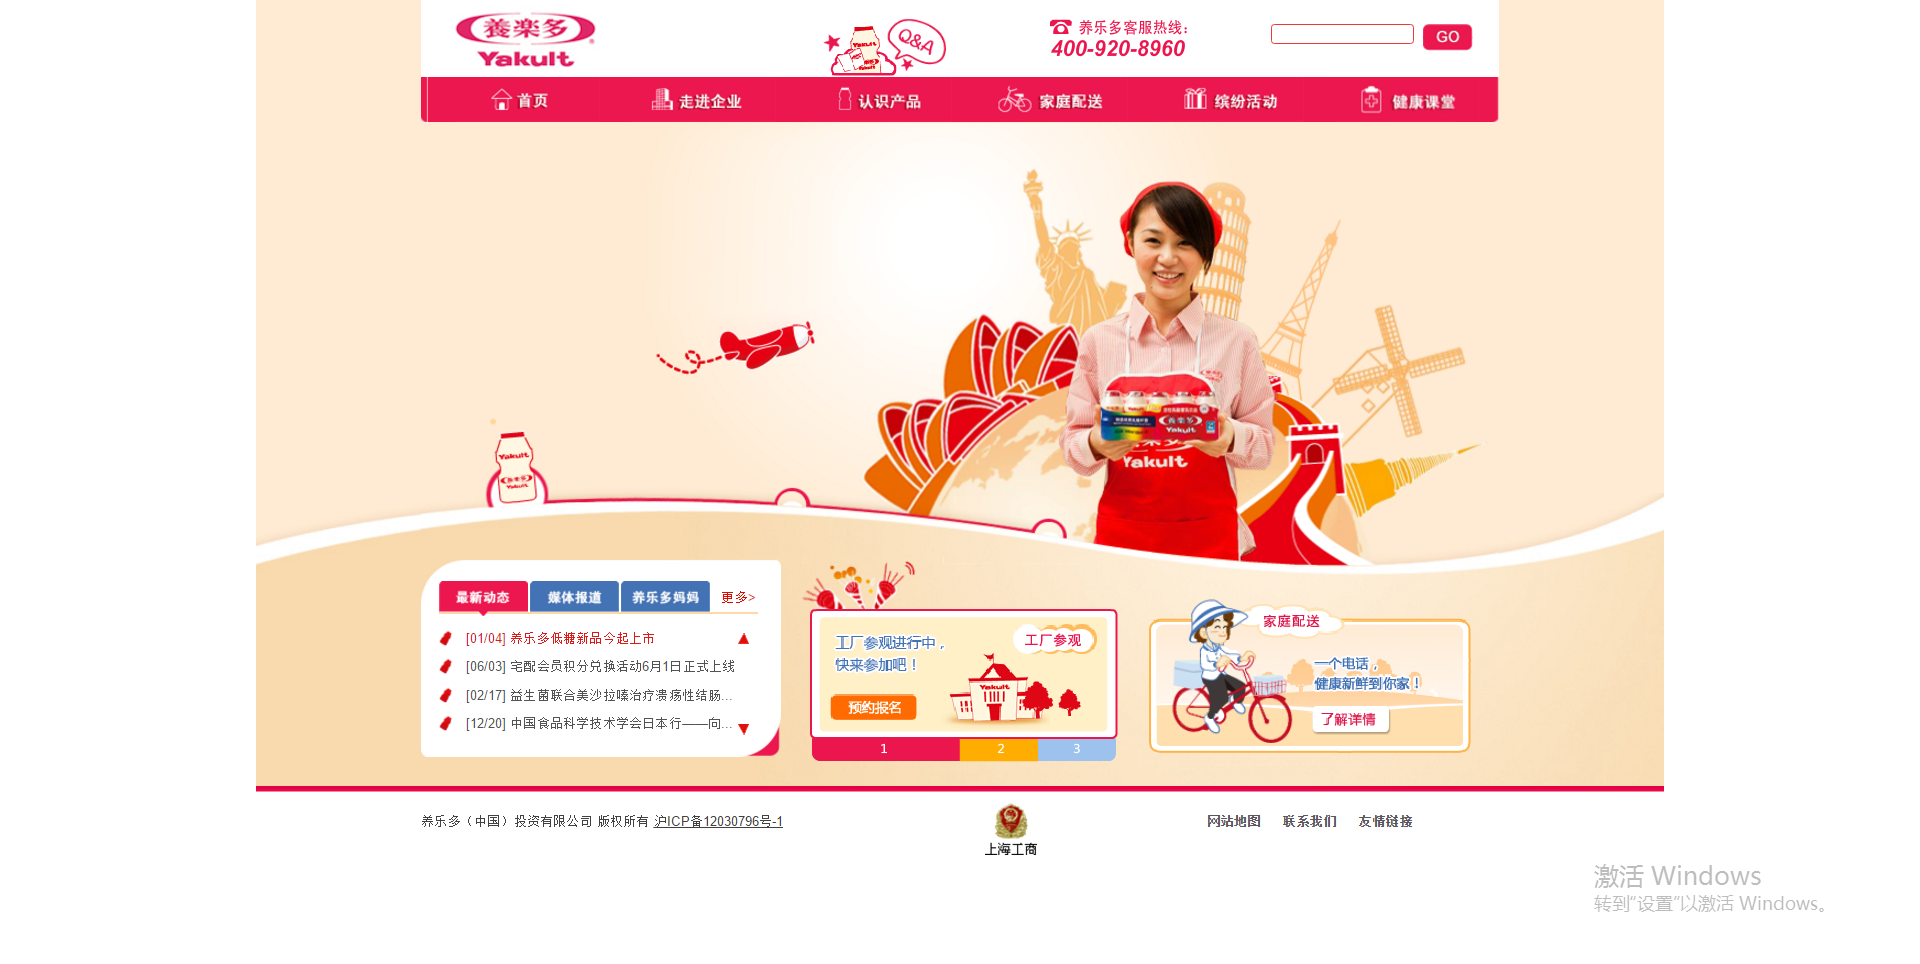 養楽多
Yakult
Q&A
养乐多客服热线:
400-920-8960
GO
首页
走进企业
认识产品
家庭配送
缤纷活动
健康课堂
Yakult
養楽多
Yakult
養楽多
Yakult
Yakult
最新动态
媒体报道
养乐多妈妈
更多>
[01/04] 养乐多低糖新品今起上市
[06/03] 宅配会员积分兑换活动6月1日正式上线
[02/17] 益生菌联合美沙拉嗪治疗溃疡性结肠...
[12/20] 中国食品科学技术学会日本行——向...
工厂参观进行中，
快来参加吧！
工厂参观
预约报名
Yakult
1
2
3
家庭配送
一个电话，
健康新鲜到你家！
了解详情
养乐多（中国）投资有限公司 版权所有 沪ICP备12030796号-1
上海工商
网站地图
联系我们
友情链接
激活 Windows
转到"设置"以激活 Windows。